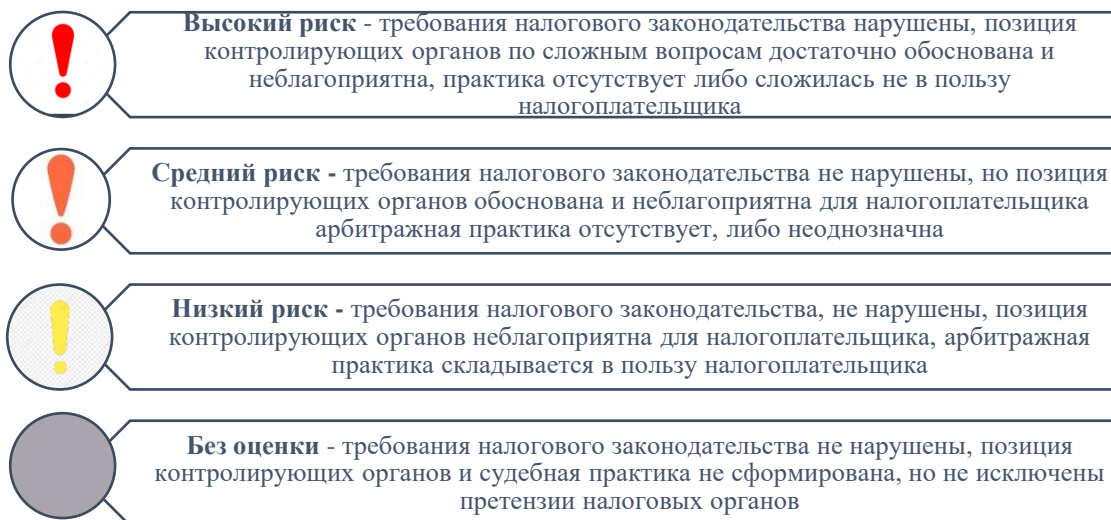 Высокий риск - требования налогового законодательства нарушены, позиция
контролирующих органов по сложным вопросам достаточно обоснована и
неблагоприятна, практика отсутствует либо сложилась не в пользу
налогоплательщика
Средний риск - требования налогового законодательства не нарушены, но позиция
контролирующих органов обоснована и неблагоприятна для налогоплательщика
арбитражная практика отсутствует, либо неоднозначна
Низкий риск - требования налогового законодательства, не нарушены, позиция
контролирующих органов неблагоприятна для налогоплательщика, арбитражная
практика складывается в пользу налогоплательщика
Без оценки - требования налогового законодательства не нарушены, позиция
контролирующих органов и судебная практика не сформирована, но не исключены
претензии налоговых органов